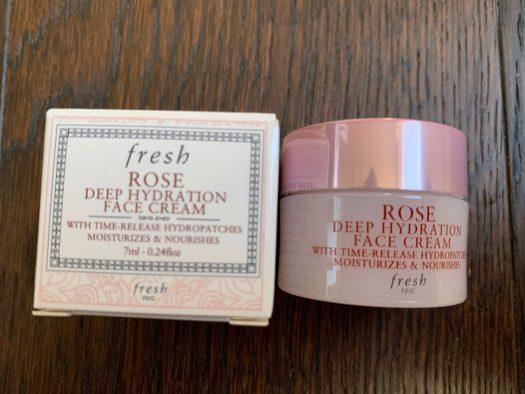 fresh
ROSE
DEEP HYDRATION
FACE CREAM
WITH TIME-RELEASE HYDROPATCHES
MOISTURIZES & NOURISHES
7ml - 0.24floz
fresh
ROSE
DEEP HYDRATION
FACE CREAM
WITH TIME-RELEASE HYDROPATCHES
MOISTURIZES & NOURISHES
fresh